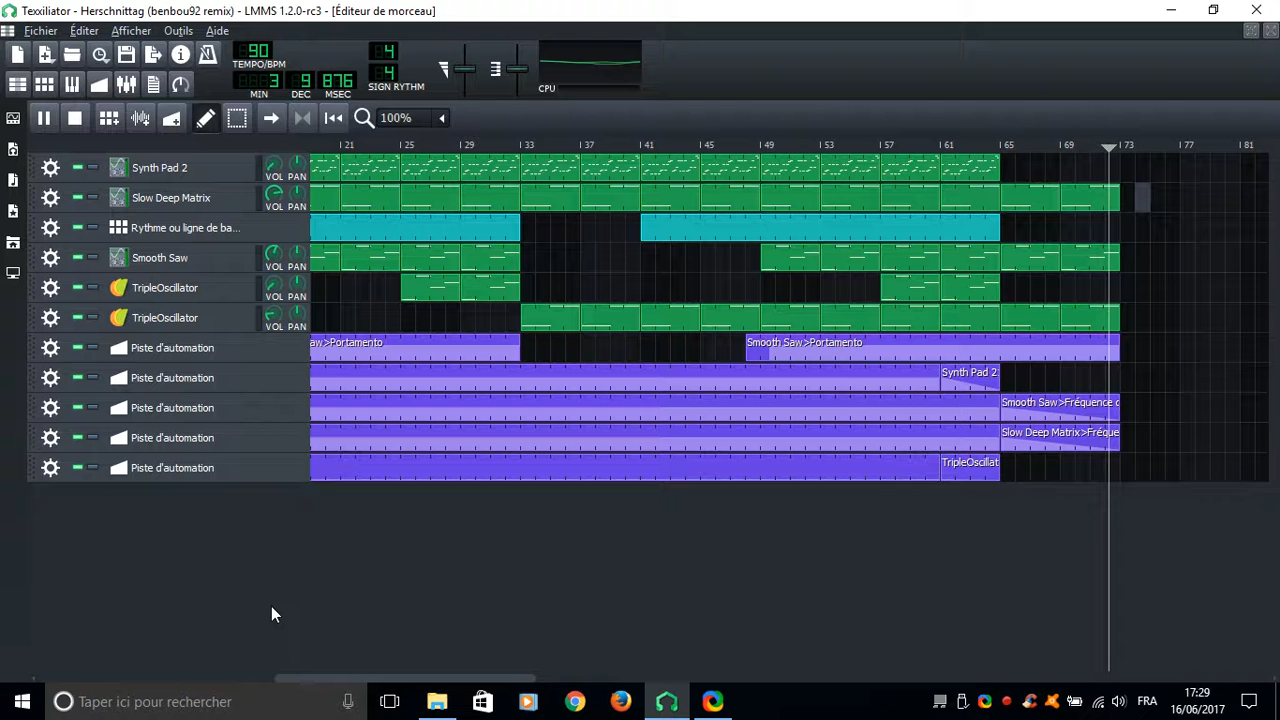 Texxiliator - Herschnittag (benbou92 remix) - LMMS 1.2.0-rc3 - [Éditeur de morceau]
Fichier Éditer Afficher Outils Aide
90 4
TEMPO/BPM
3 9 876 4
MIN DEC MSEC SIGN RYTHM CPU
100%
21 25 29 33 37 41 45 49 53 57 61 65 69 73 77 81
Synth Pad 2 VOL PAN
Slow Deep Matrix VOL PAN
Rythme ou ligne de ba...
Smooth Saw VOL PAN
TripleOscillator VOL PAN
TripleOscillator VOL PAN
Piste d'automation aw>Portamento Smooth Saw>Portamento
Piste d'automation Synth Pad 2
Piste d'automation Smooth Saw>Fréquence c
Piste d'automation Slow Deep Matrix>Fréque
Piste d'automation TripleOscillat
Taper ici pour rechercher FRA 17:29
16/06/2017